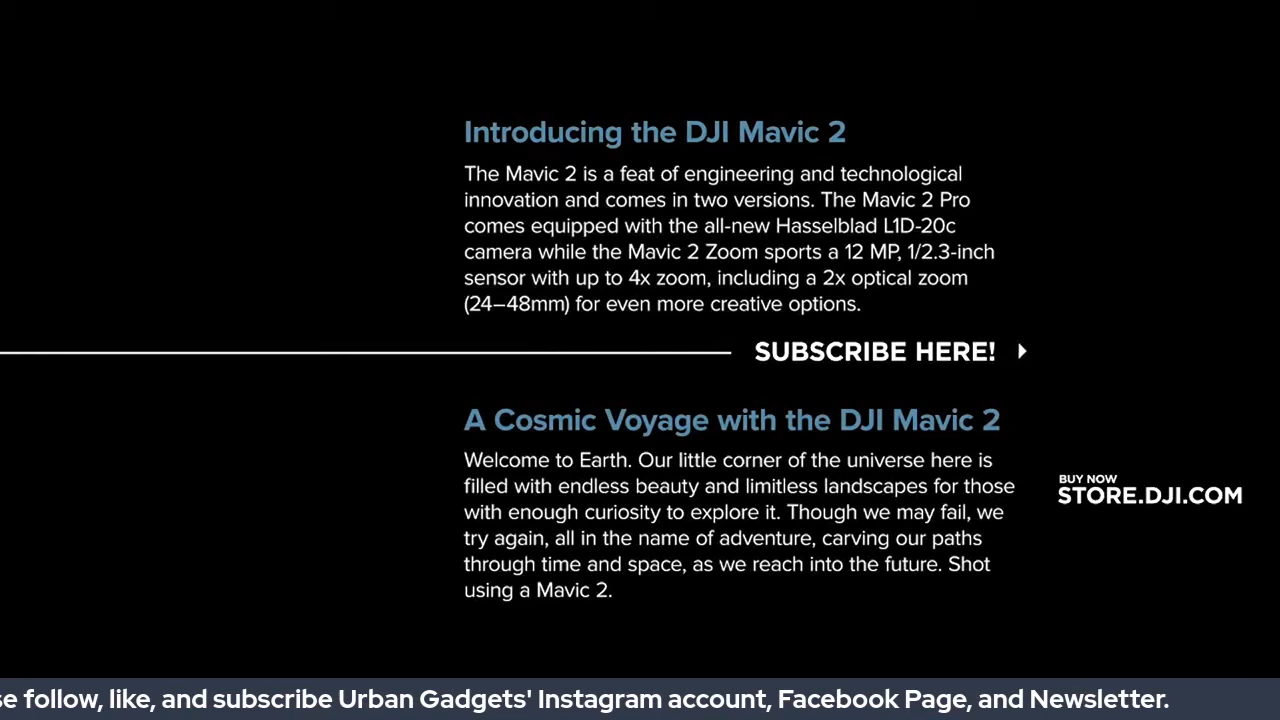 Introducing the DJI Mavic 2
The Mavic 2 is a feat of engineering and technological
innovation and comes in two versions. The Mavic 2 Pro
comes equipped with the all-new Hasselblad L1D-20c
camera while the Mavic 2 Zoom sports a 12 MP, 1/2.3-inch
sensor with up to 4x zoom, including a 2x optical zoom
(24–48mm) for even more creative options.
SUBSCRIBE HERE!
A Cosmic Voyage with the DJI Mavic 2
Welcome to Earth. Our little corner of the universe here is
filled with endless beauty and limitless landscapes for those
with enough curiosity to explore it. Though we may fail, we
try again, all in the name of adventure, carving our paths
through time and space, as we reach into the future. Shot
using a Mavic 2.
BUY NOW
STORE.DJI.COM
follow, like, and subscribe Urban Gadgets' Instagram account, Facebook Page, and Newsletter.